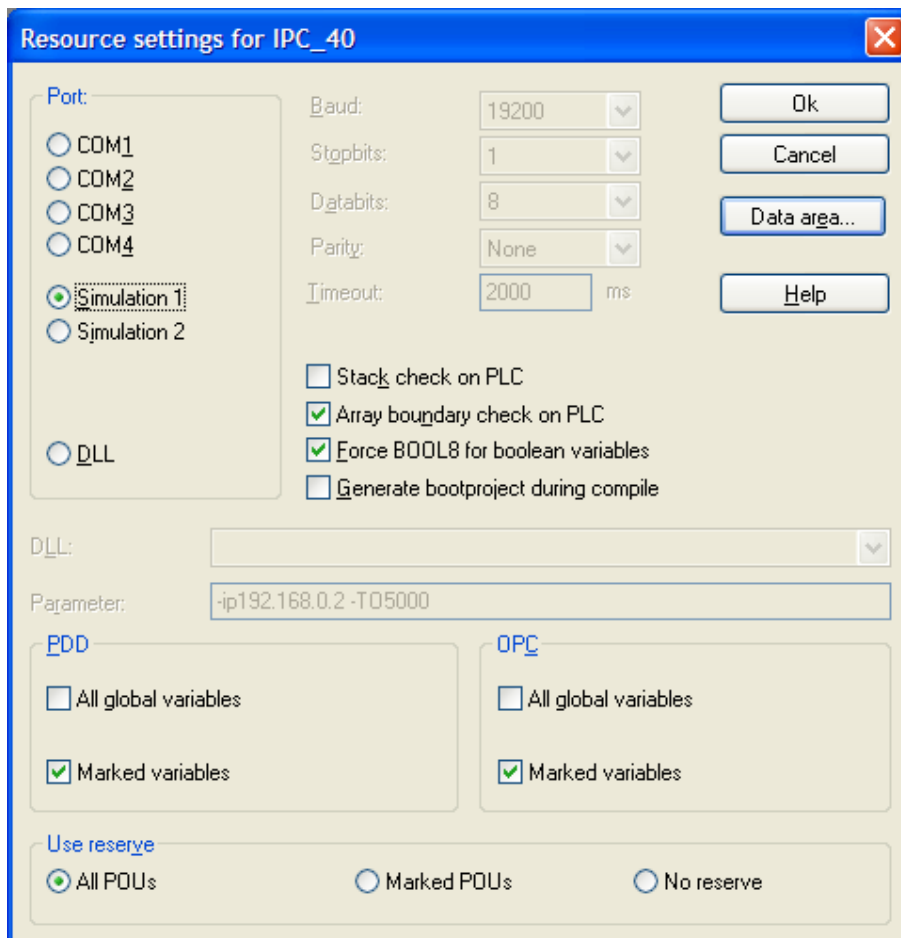 Resource settings for IPC_40
Port:
COM1
COM2
COM3
COM4
Simulation 1
Simulation 2
DLL
Baud: 19200
Stopbits: 1
Databits: 8
Parity: None
Timeout: 2000 ms
Ok
Cancel
Data area...
Help
Stack check on PLC
Array boundary check on PLC
Force BOOL8 for boolean variables
Generate bootproject during compile
DLL:
Parameter: -ip192.168.0.2 -TO5000
PDD
All global variables
Marked variables
OPC
All global variables
Marked variables
Use reserve
All POUs Marked POUs No reserve